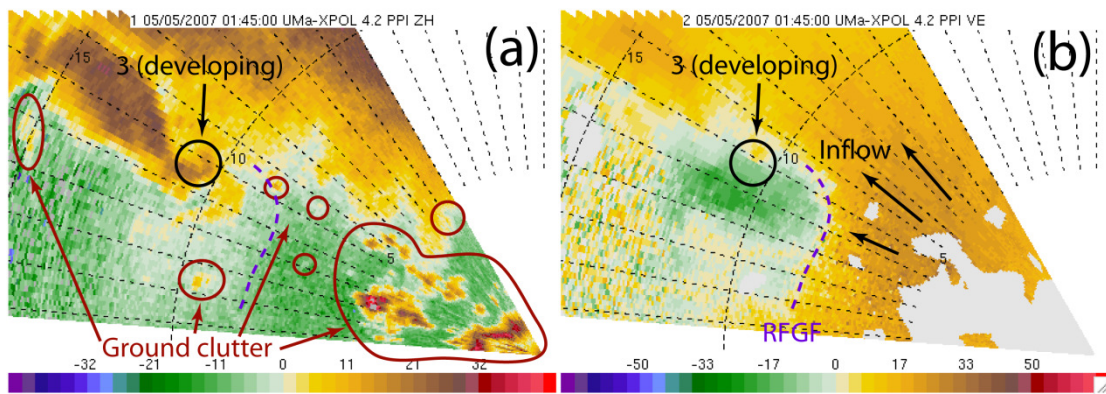 1 05/05/2007 01:45:00 UMa-XPOL 4.2 PPI ZH
(a)
3 (developing)
15
10
5
Ground clutter
-32 -21 -11 0 11 21 32
2 05/05/2007 01:45:00 UMa-XPOL 4.2 PPI VE
(b)
3 (developing)
15
10
Inflow
5
RFGF
-50 -33 -17 0 17 33 50